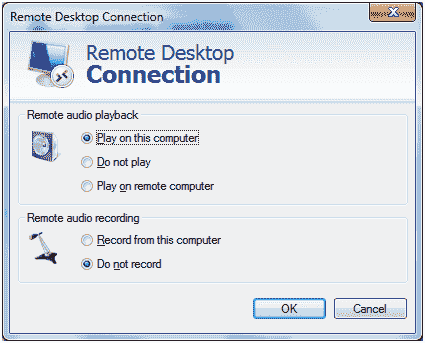 Remote Desktop Connection
Remote Desktop
Connection
Remote audio playback
Play on this computer
Do not play
Play on remote computer
Remote audio recording
Record from this computer
Do not record
OK
Cancel